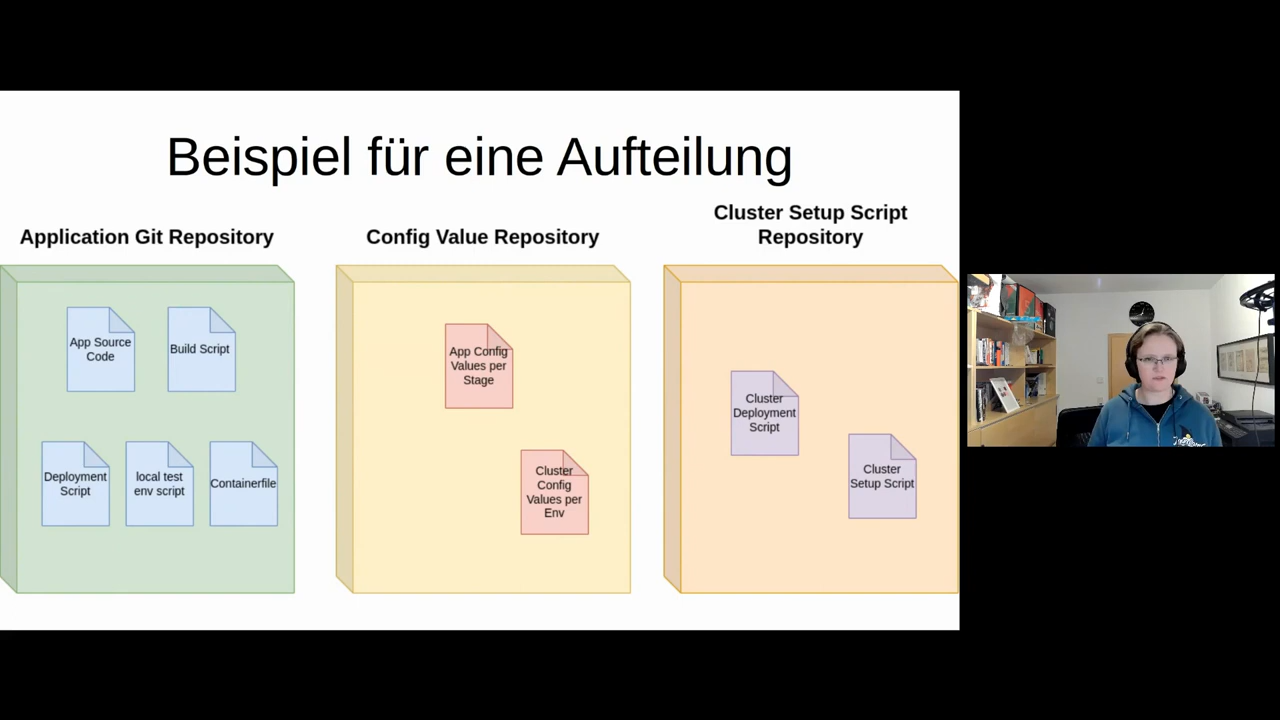 Beispiel für eine Aufteilung
Application Git Repository
Config Value Repository
Cluster Setup Script
Repository
App Source
Code
Build Script
Deployment
Script
local test
env script
Containerfile
App Config
Values per
Stage
Cluster
Config
Values per
Env
Cluster
Deployment
Script
Cluster
Setup Script